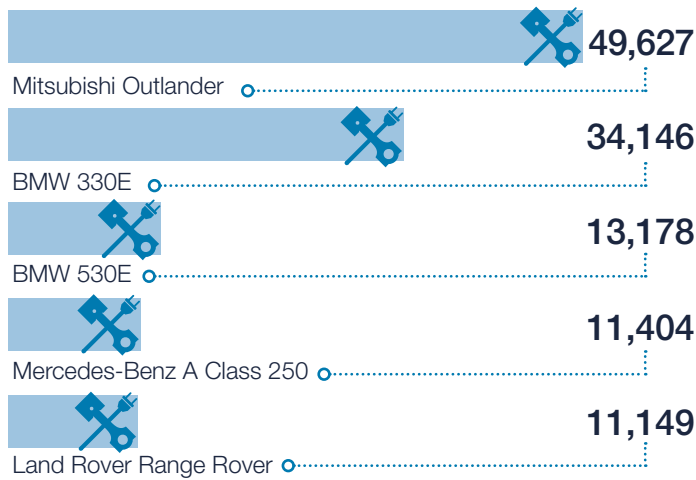 49,627
Mitsubishi Outlander
34,146
BMW 330E
13,178
BMW 530E
11,404
Mercedes-Benz A Class 250
11,149
Land Rover Range Rover